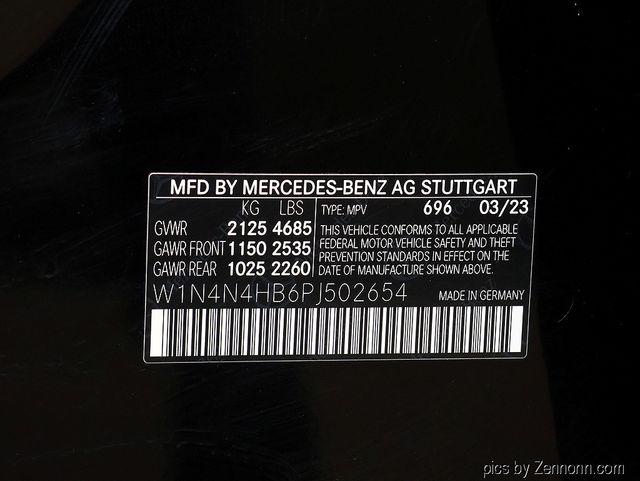 MFD BY MERCEDES-BENZ AG STUTTGART
KG LBS
GVWR 2125 4685
GAWR FRONT 1150 2535
GAWR REAR 1025 2260
TYPE: MPV 696 03/23
THIS VEHICLE CONFORMS TO ALL APPLICABLE
FEDERAL MOTOR VEHICLE SAFETY AND THEFT
PREVENTION STANDARDS IN EFFECT ON THE
DATE OF MANUFACTURE SHOWN ABOVE.
W1N4N4HB6PJ502654 MADE IN GERMANY
pics by Zennonn.com